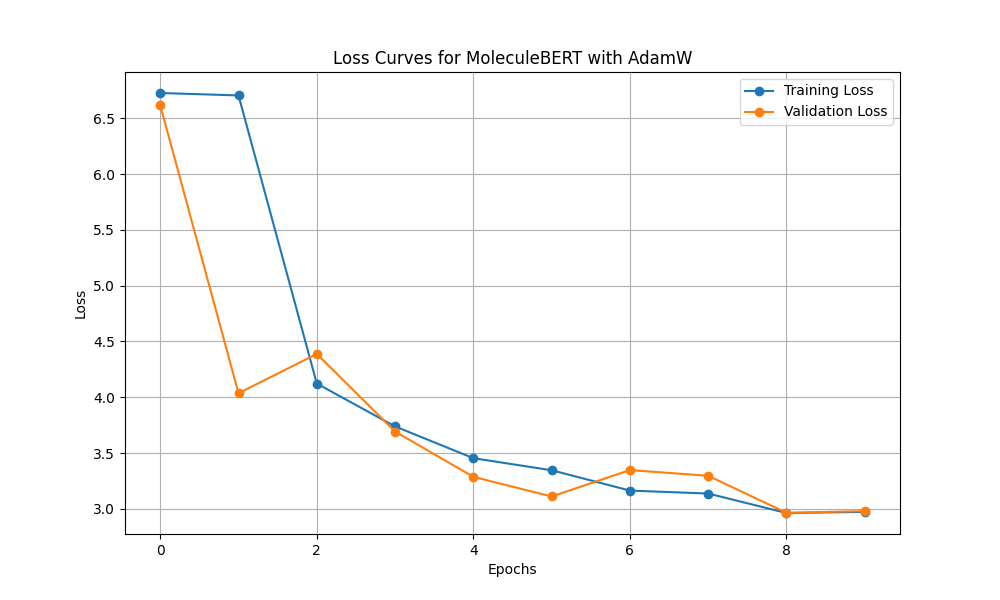 Loss Curves for MoleculeBERT with AdamW
Training Loss
Validation Loss
6.5
6.0
5.5
5.0
4.5
4.0
3.5
3.0
Loss
0 2 4 6 8
Epochs